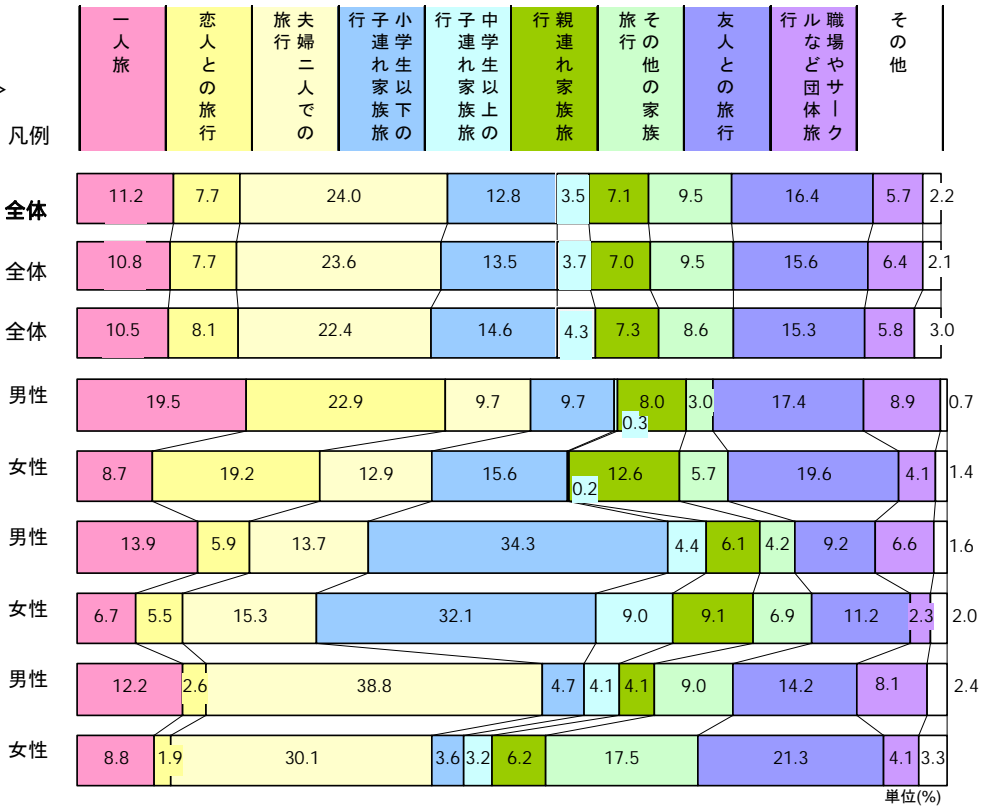 一人旅
恋人との旅行
夫婦二人での
旅行
小学生以下の
子連れ家族旅
行
中学生以上の
子連れ家族旅
行
親連れ家族旅
行
その他の家族
旅行
友人との旅行
職場やサーク
ルなど団体旅
行
その他
>
凡例
全体 11.2 7.7 24.0 12.8 3.5 7.1 9.5 16.4 5.7 2.2
全体 10.8 7.7 23.6 13.5 3.7 7.0 9.5 15.6 6.4 2.1
全体 10.5 8.1 22.4 14.6 4.3 7.3 8.6 15.3 5.8 3.0
男性 19.5 22.9 9.7 9.7 0.3 8.0 3.0 17.4 8.9 0.7
女性 8.7 19.2 12.9 15.6 0.2 12.6 5.7 19.6 4.1 1.4
男性 13.9 5.9 13.7 34.3 4.4 6.1 4.2 9.2 6.6 1.6
女性 6.7 5.5 15.3 32.1 9.0 9.1 6.9 11.2 2.3 2.0
男性 12.2 2.6 38.8 4.7 4.1 4.1 9.0 14.2 8.1 2.4
女性 8.8 1.9 30.1 3.6 3.2 6.2 17.5 21.3 4.1 3.3
単位(%)